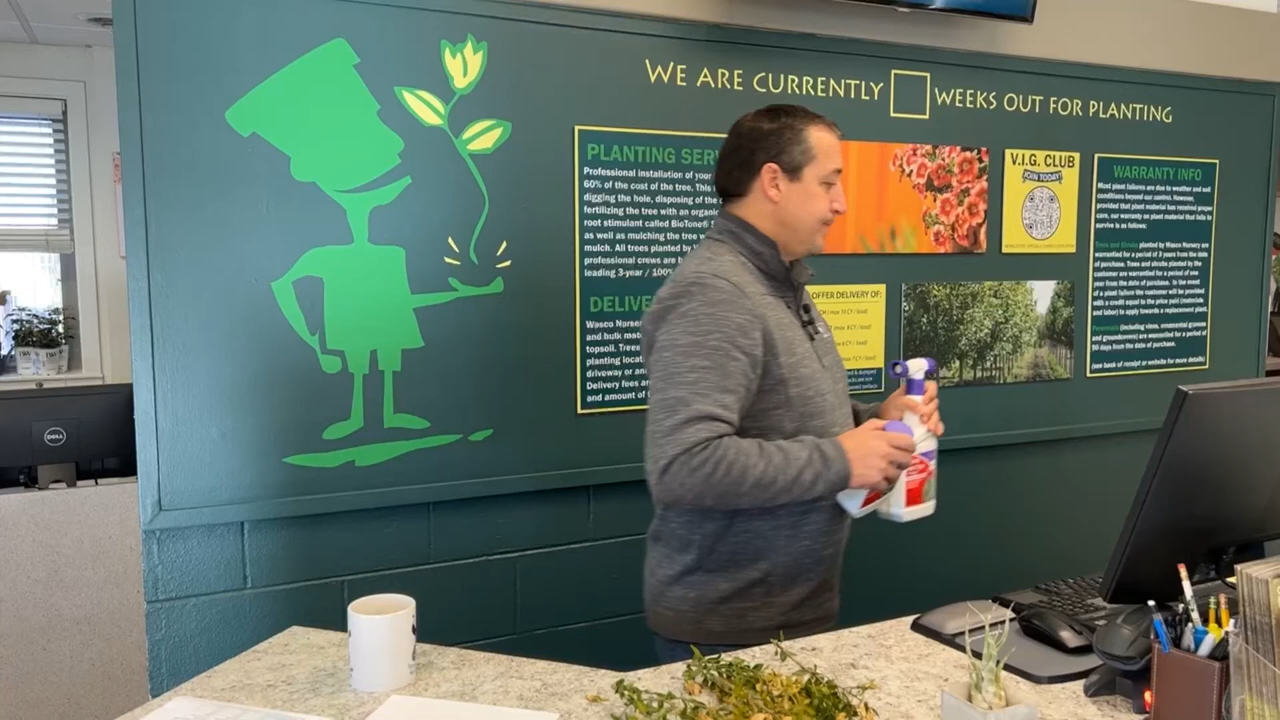 WE ARE CURRENTLY WEEKS OUT FOR PLANTING
PLANTING SERV
Professional installation of your
60% of the cost of the tree. This
digging the hole, disposing of the
fertilizing the tree with an organic
root stimulant called BioTone®
as well as mulching the tree w
mulch. All trees planted by
professional crews are b
leading 3-year / 100%
DELIVE
Wasco Nurser
and bulk mate
topsoil. Trees
planting locat
driveway or an
Delivery fees ar
and amount of
V.I.G. CLUB
JOIN TODAY!
OFFER DELIVERY OF:
WARRANTY INFO
Most plant failures are due to weather and soil
conditions beyond our control. However,
provided that plant material has received proper
care, our warranty on plant material that fails to
survive is as follows:
Trees and Shrubs planted by Wasco Nursery are
warrantied for a period of 3 years from the date
of purchase. Trees and shrubs planted by the
customer are warrantied for a period of one
year from the date of purchase. In the event
of a plant failure the customer will be provided
with a credit equal to the price paid (materials
and labor) to apply towards a replacement plant.
Perennials (including vines, ornamental grasses
and groundcovers) are warrantied for a period of
90 days from the date of purchase.
(see back of receipt or website for more details)
DELL